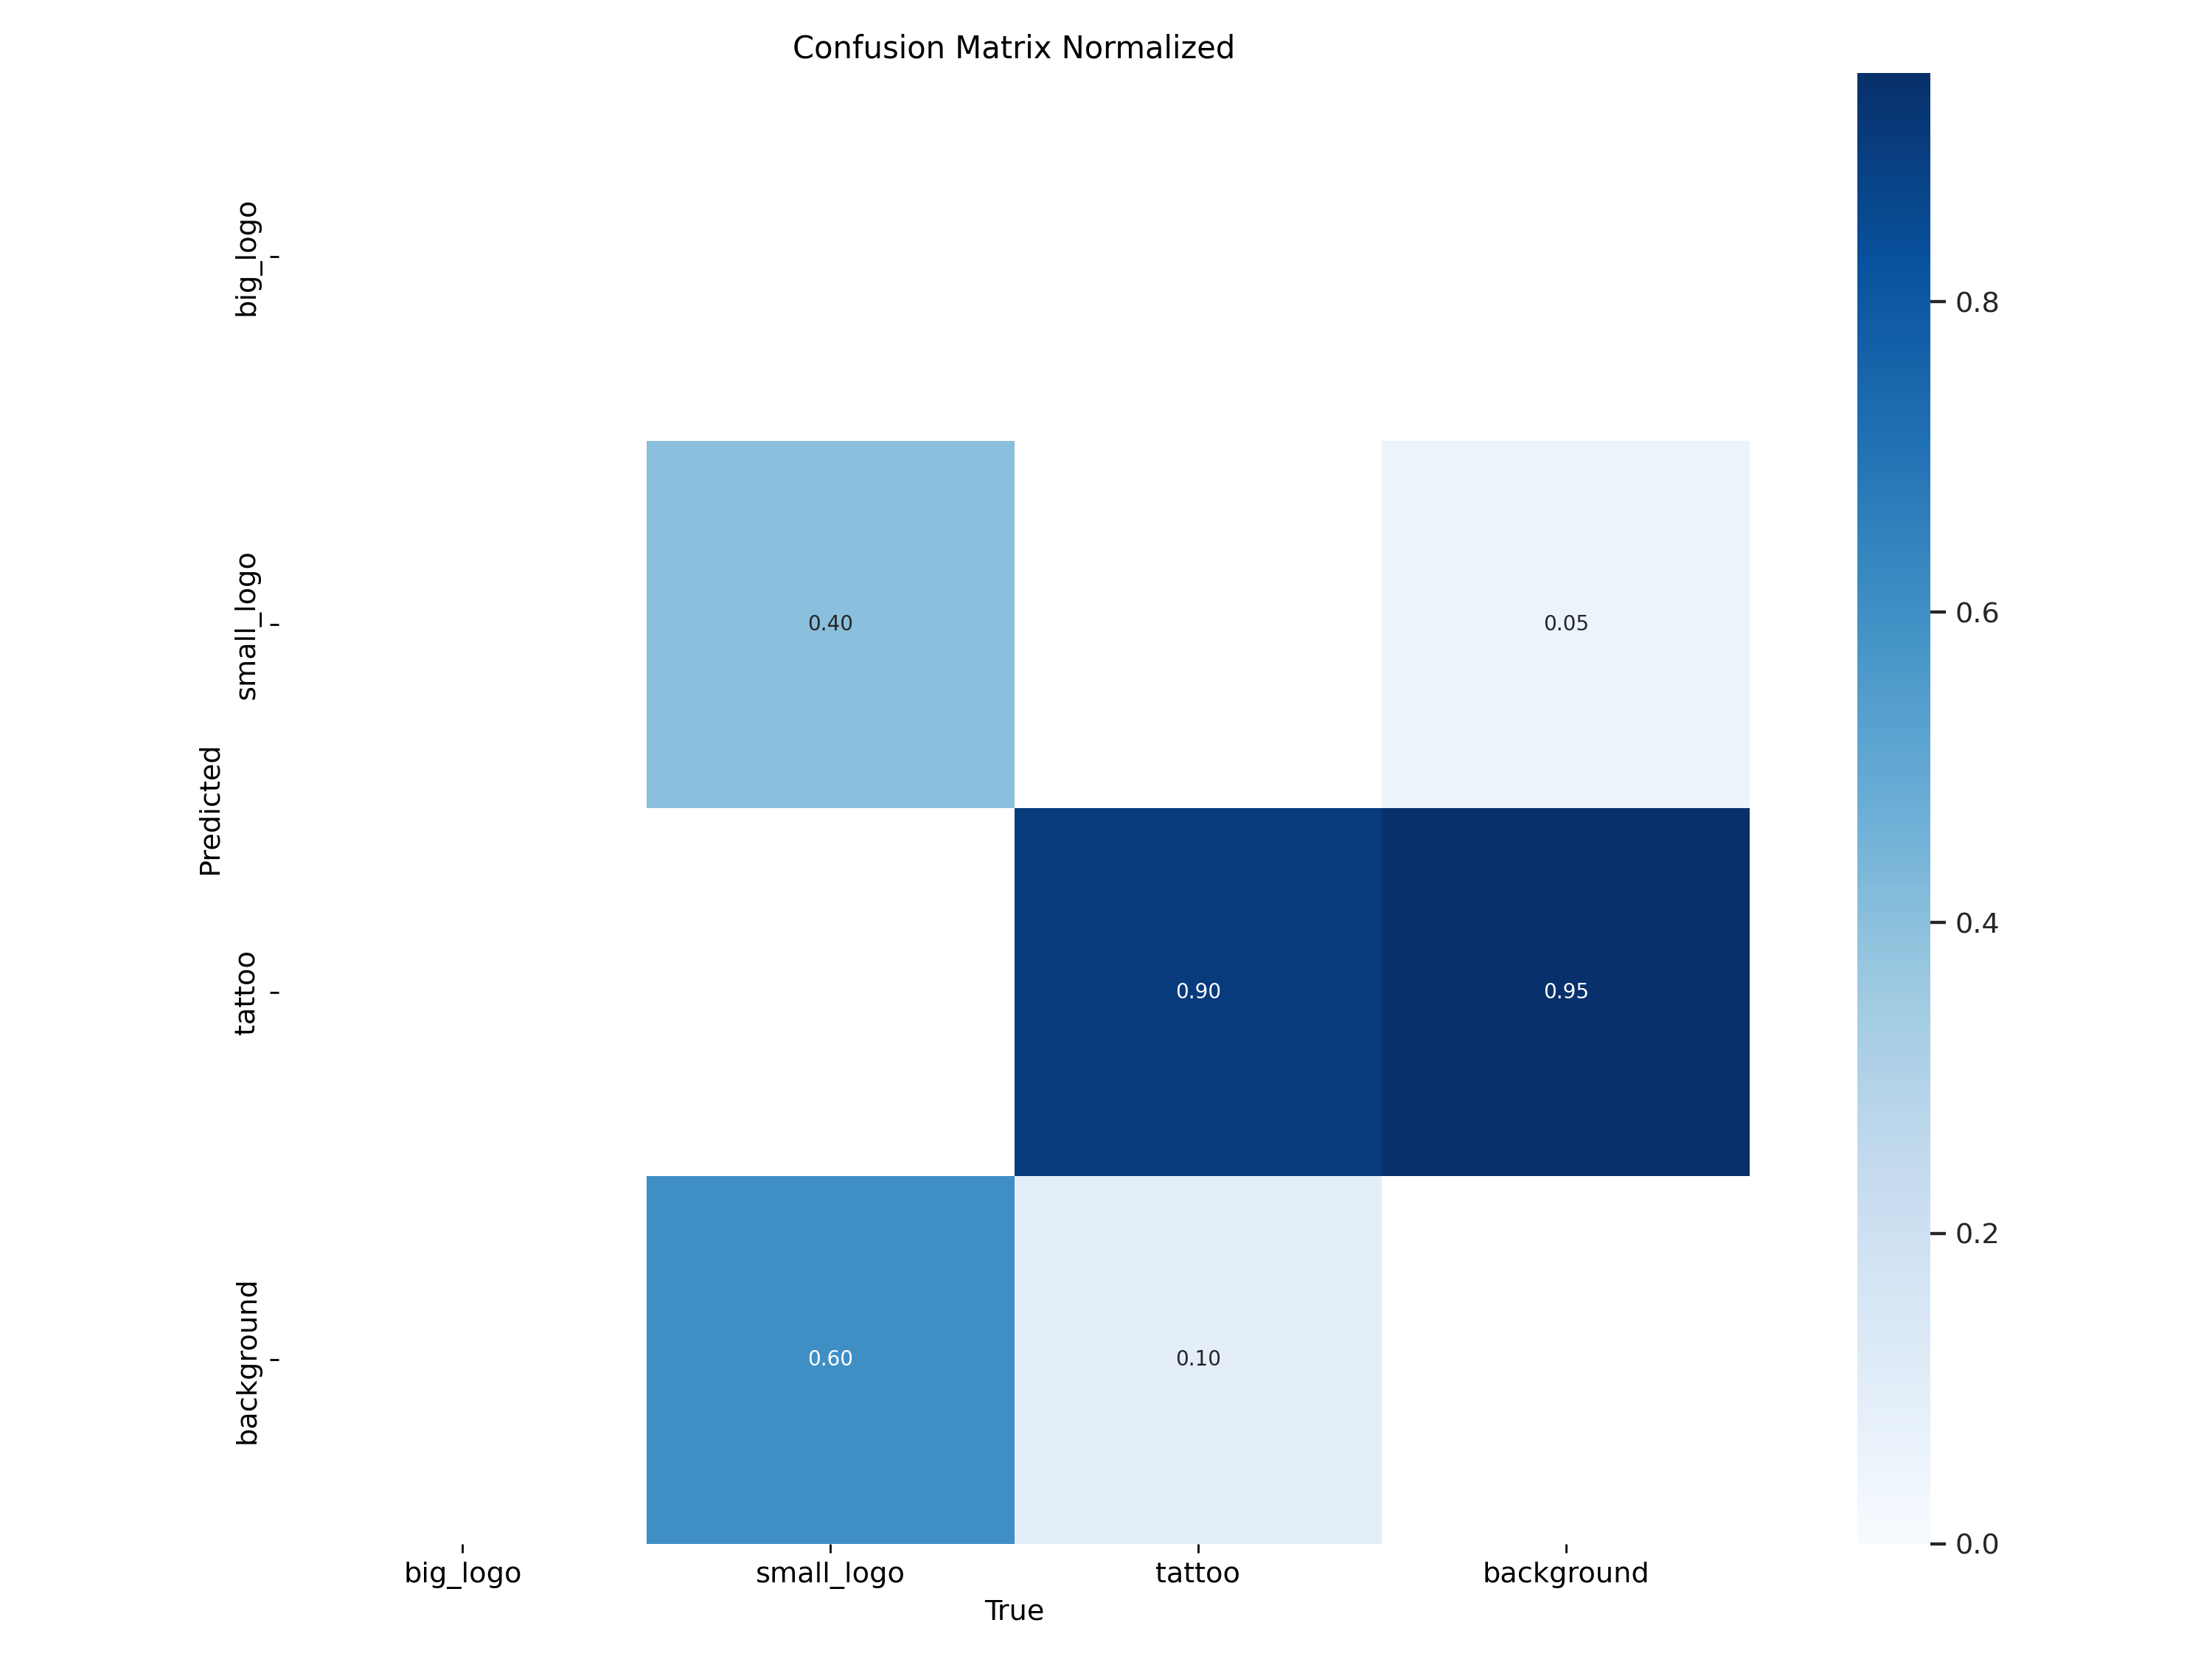 Confusion Matrix Normalized
big_logo
small_logo
tattoo
background
Predicted
0.40
0.05
0.90
0.95
0.60
0.10
big_logo
small_logo
tattoo
background
True
0.8
0.6
0.4
0.2
0.0